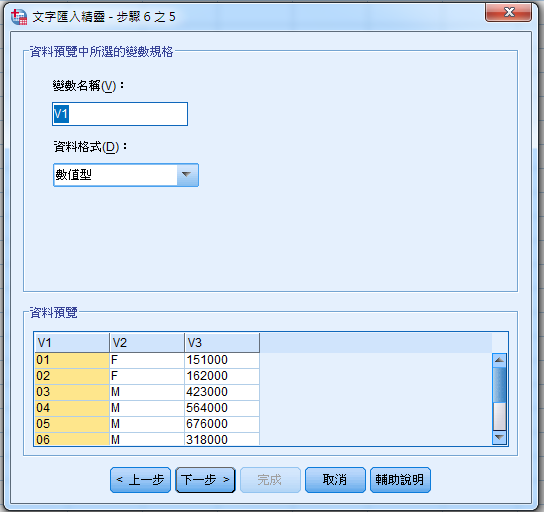 文字匯入精靈 - 步驟 6 之 5
資料預覽中所選的變數規格
變數名稱(V)：
V1
資料格式(D)：
數值型
資料預覽
V1 V2 V3
01 F 151000
02 F 162000
03 M 423000
04 M 564000
05 M 676000
06 M 318000
< 上一步 下一步 > 完成 取消 輔助說明